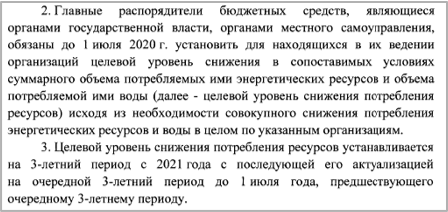 2. Главные распорядители бюджетных средств, являющиеся
органами государственной власти, органами местного самоуправления,
обязаны до 1 июля 2020 г. установить для находящихся в их ведении
организаций целевой уровень снижения в сопоставимых условиях
суммарного объема потребляемых ими энергетических ресурсов и объема
потребляемой ими воды (далее - целевой уровень снижения потребления
ресурсов) исходя из необходимости совокупного снижения потребления
энергетических ресурсов и воды в целом по указанным организациям.
3. Целевой уровень снижения потребления ресурсов устанавливается
на 3-летний период с 2021 года с последующей его актуализацией
на очередной 3-летний период до 1 июля года, предшествующего
очередному 3-летнему периоду.